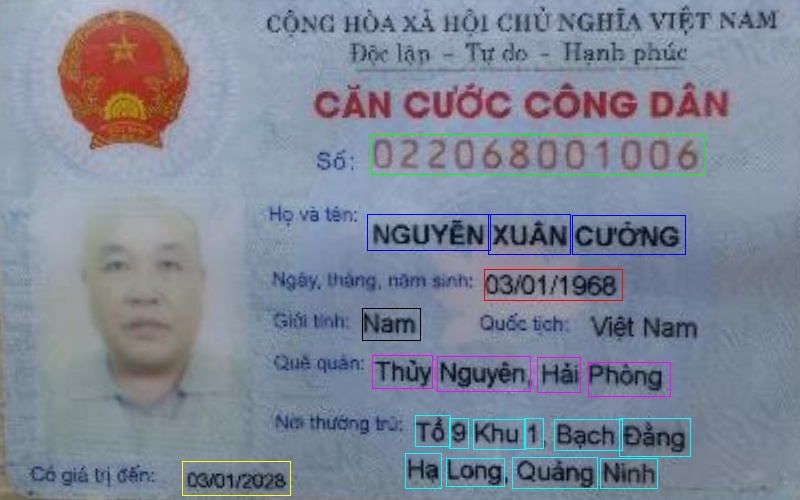 CỘNG HÒA XÃ HỘI CHỦ NGHĨA VIỆT NAM
Độc lập - Tự do - Hạnh phúc
CĂN CƯỚC CÔNG DÂN
Số: 022068001006
Họ và tên: NGUYỄN XUÂN CƯỜNG
Ngày, tháng, năm sinh: 03/01/1968
Giới tính: Nam Quốc tịch: Việt Nam
Quê quán: Thủy Nguyên, Hải Phòng
Nơi thường trú: Tổ 9 Khu 1, Bạch Đằng
Hạ Long, Quảng Ninh
Có giá trị đến: 03/01/2028